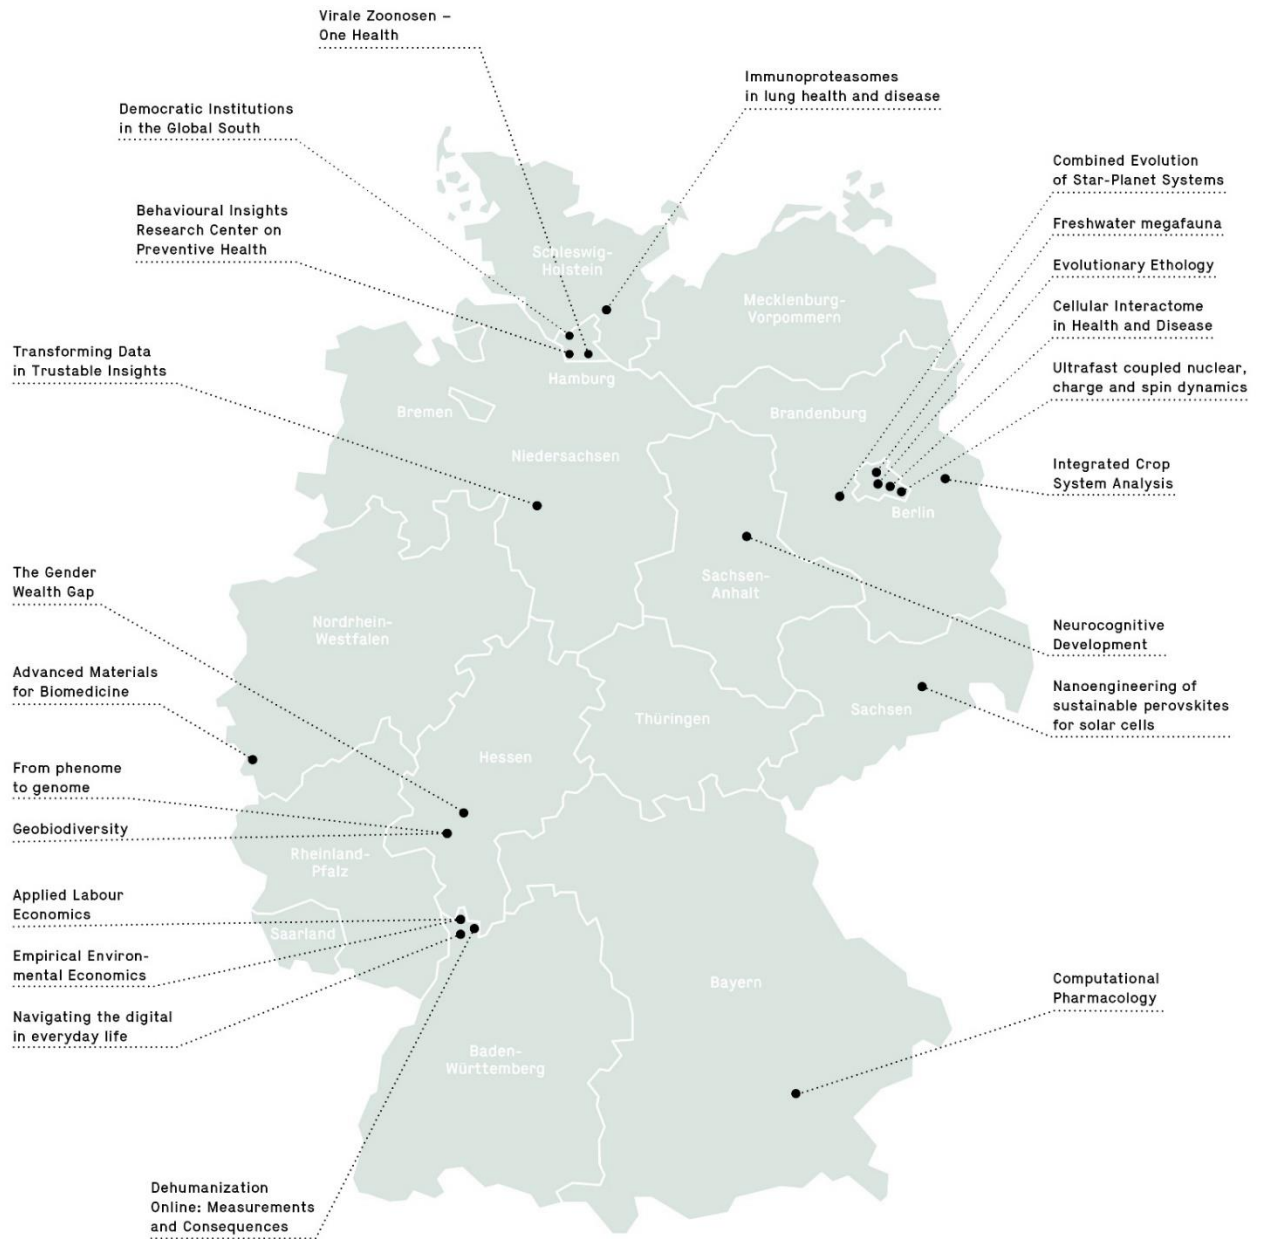 Virale Zoonosen –
One Health
Immunoproteasomes
in lung health and disease
Democratic Institutions
in the Global South
Combined Evolution
of Star-Planet Systems
Behavioural Insights
Research Center on
Preventive Health
Freshwater megafauna
Schleswig-
Holstein
Evolutionary Ethology
Mecklenburg-
Vorpommern
Cellular Interactome
in Health and Disease
Transforming Data
in Trustable Insights
Hamburg
Ultrafast coupled nuclear,
charge and spin dynamics
Bremen
Brandenburg
Niedersachsen
Integrated Crop
System Analysis
Berlin
The Gender
Wealth Gap
Sachsen-
Anhalt
Nordrhein-
Westfalen
Neurocognitive
Development
Advanced Materials
for Biomedicine
Nanoengineering of
sustainable perovskites
for solar cells
Thüringen
Sachsen
Hessen
From phenome
to genome
Geobiodiversity
Rheinland-
Pfalz
Applied Labour
Economics
Saarland
Empirical Environ-
mental Economics
Bayern
Computational
Pharmacology
Navigating the digital
in everyday life
Baden-
Württemberg
Dehumanization
Online: Measurements
and Consequences